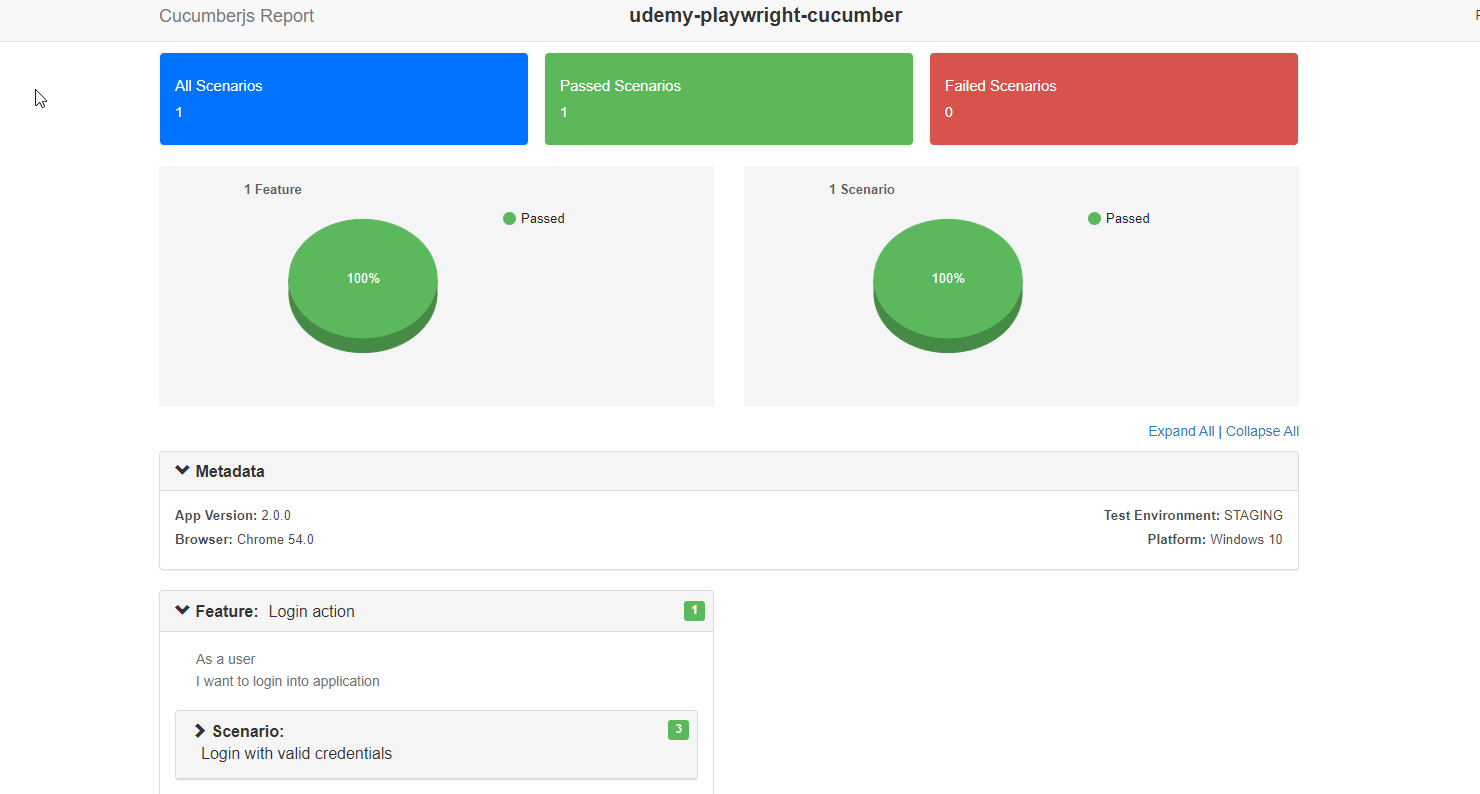 Cucumberjs Report
udemy-playwright-cucumber
All Scenarios
1
Passed Scenarios
1
Failed Scenarios
0
1 Feature
Passed
100%
1 Scenario
Passed
100%
Expand All | Collapse All
Metadata
App Version: 2.0.0
Test Environment: STAGING
Browser: Chrome 54.0
Platform: Windows 10
Feature: Login action
1
As a user
I want to login into application
Scenario:
3
Login with valid credentials